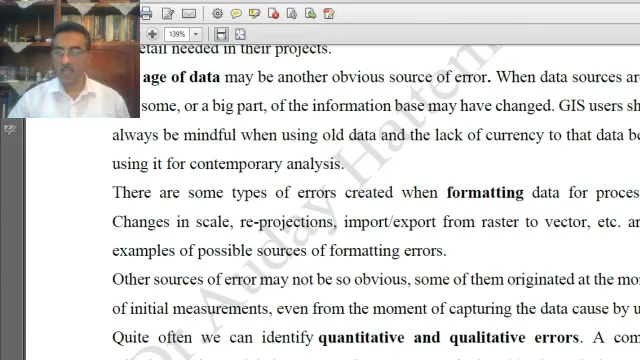 139%
etail needed in their projects.
age of data may be another obvious source of error. When data sources ar
some, or a big part, of the information base may have changed. GIS users sh
always be mindful when using old data and the lack of currency to that data be
using it for contemporary analysis.
There are some types of errors created when formatting data for proces
Changes in scale, re-projections, import/export from raster to vector, etc. ar
examples of possible sources of formatting errors.
Other sources of error may not be so obvious, some of them originated at the mo
of initial measurements, even from the moment of capturing the data cause by u
Quite often we can identify quantitative and qualitative errors. A com
Dr Auday Hattem